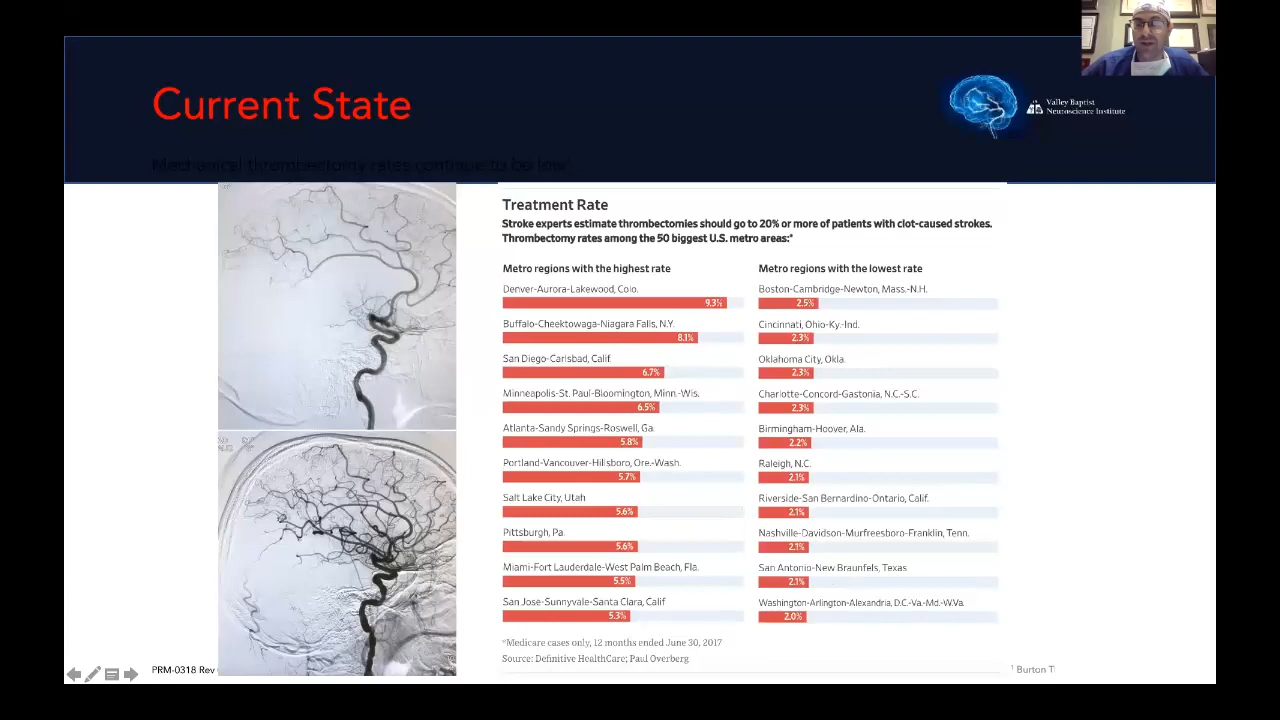 Current State
Valley Baptist
Neuroscience Institute
Mechanical thrombectomy rates continue to be low
Treatment Rate
Stroke experts estimate thrombectomies should go to 20% or more of patients with clot-caused strokes.
Thrombectomy rates among the 50 biggest U.S. metro areas:*
Metro regions with the highest rate
Denver-Aurora-Lakewood, Colo.
9.3%
Buffalo-Cheektowaga-Niagara Falls, N.Y.
8.1%
San Diego-Carlsbad, Calif.
6.7%
Minneapolis-St. Paul-Bloomington, Minn.-Wis.
6.5%
Atlanta-Sandy Springs-Roswell, Ga.
5.8%
Portland-Vancouver-Hillsboro, Ore.-Wash.
5.7%
Salt Lake City, Utah
5.6%
Pittsburgh, Pa.
5.6%
Miami-Fort Lauderdale-West Palm Beach, Fla.
5.5%
San Jose-Sunnyvale-Santa Clara, Calif
5.3%
Metro regions with the lowest rate
Boston-Cambridge-Newton, Mass.-N.H.
2.5%
Cincinnati, Ohio-Ky.-Ind.
2.3%
Oklahoma City, Okla.
2.3%
Charlotte-Concord-Gastonia, N.C.-S.C.
2.3%
Birmingham-Hoover, Ala.
2.2%
Raleigh, N.C.
2.1%
Riverside-San Bernardino-Ontario, Calif.
2.1%
Nashville-Davidson-Murfreesboro-Franklin, Tenn.
2.1%
San Antonio-New Braunfels, Texas
2.1%
Washington-Arlington-Alexandria, D.C.-Va.-Md.-W.Va.
2.0%
*Medicare cases only, 12 months ended June 30, 2017
Source: Definitive HealthCare; Paul Overberg
PRM-0318 Rev
¹ Burton